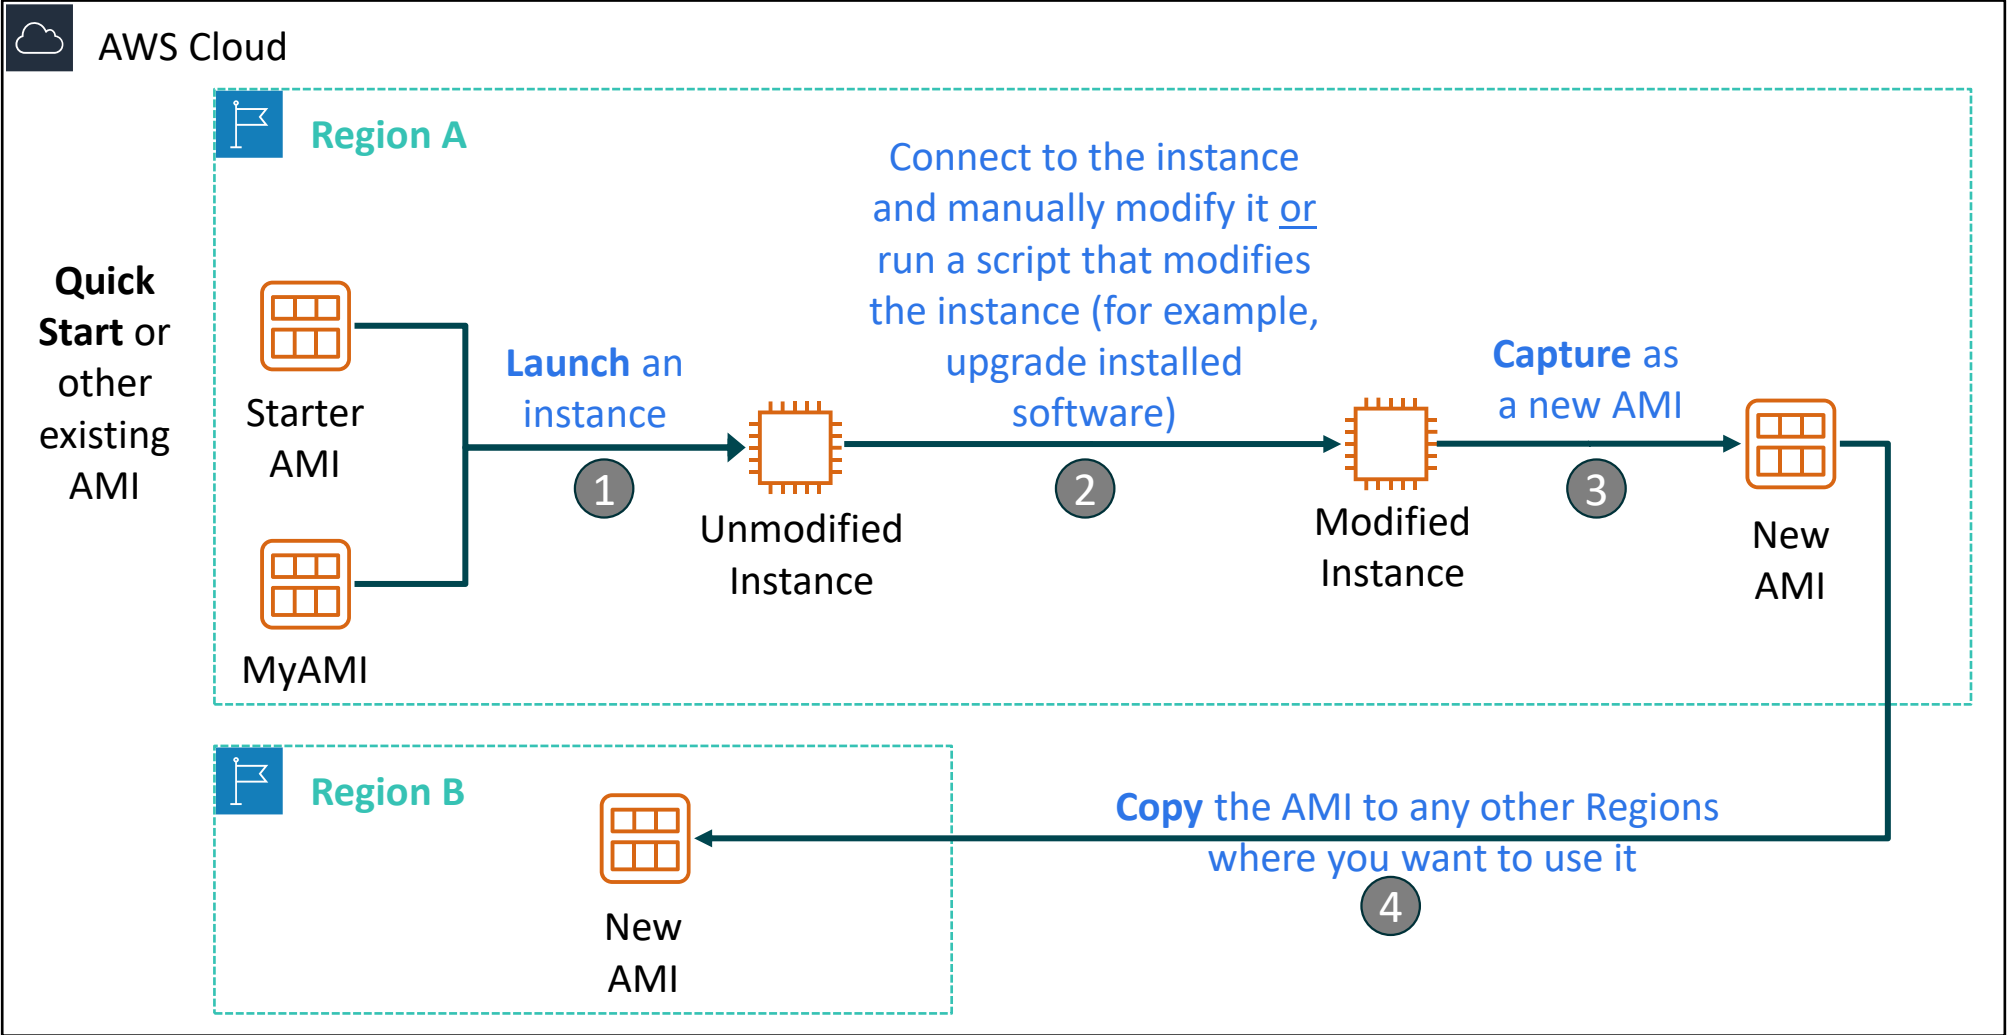 AWS Cloud
Region A
Quick
Start or
other
existing
AMI
Starter
AMI
MyAMI
Launch an
instance
1
Unmodified
Instance
Connect to the instance
and manually modify it or
run a script that modifies
the instance (for example,
upgrade installed
software)
2
Modified
Instance
Capture as
a new AMI
3
New
AMI
Region B
New
AMI
Copy the AMI to any other Regions
where you want to use it
4